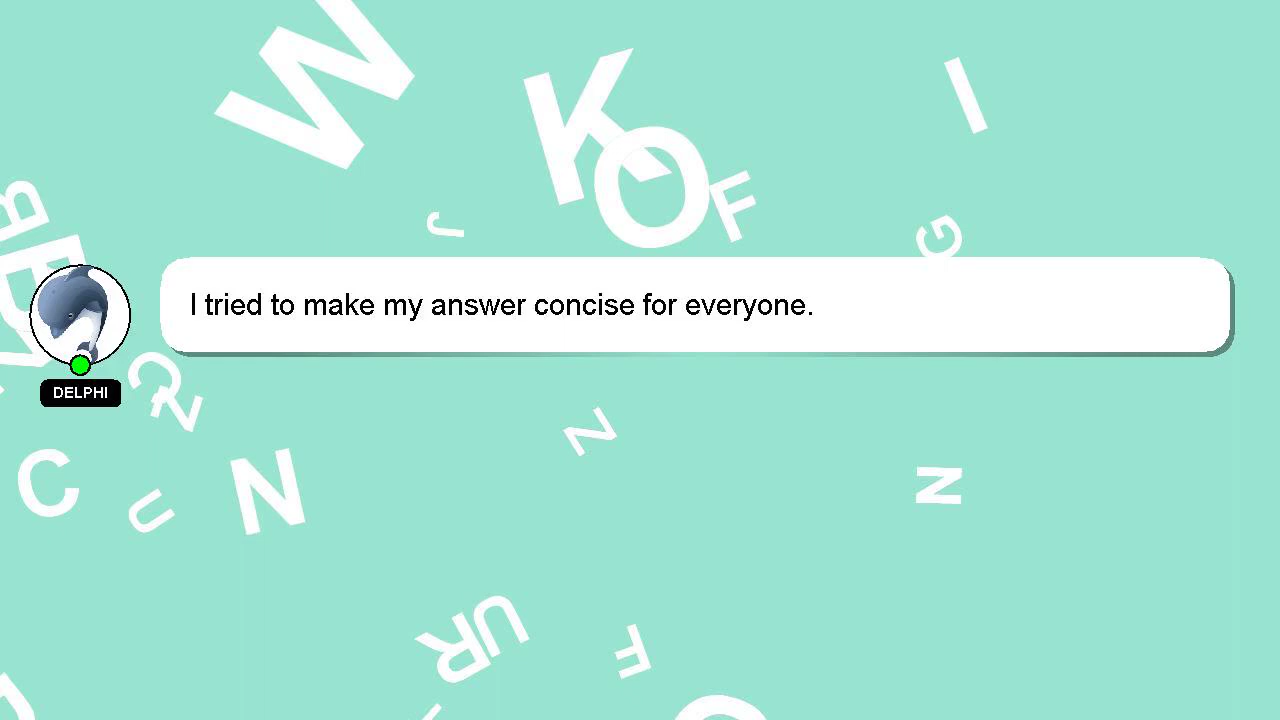 I tried to make my answer concise for everyone.
DELPHI
W
K
O
F
I
J
G
C
Z
C
U
N
Z
N
U
R
F